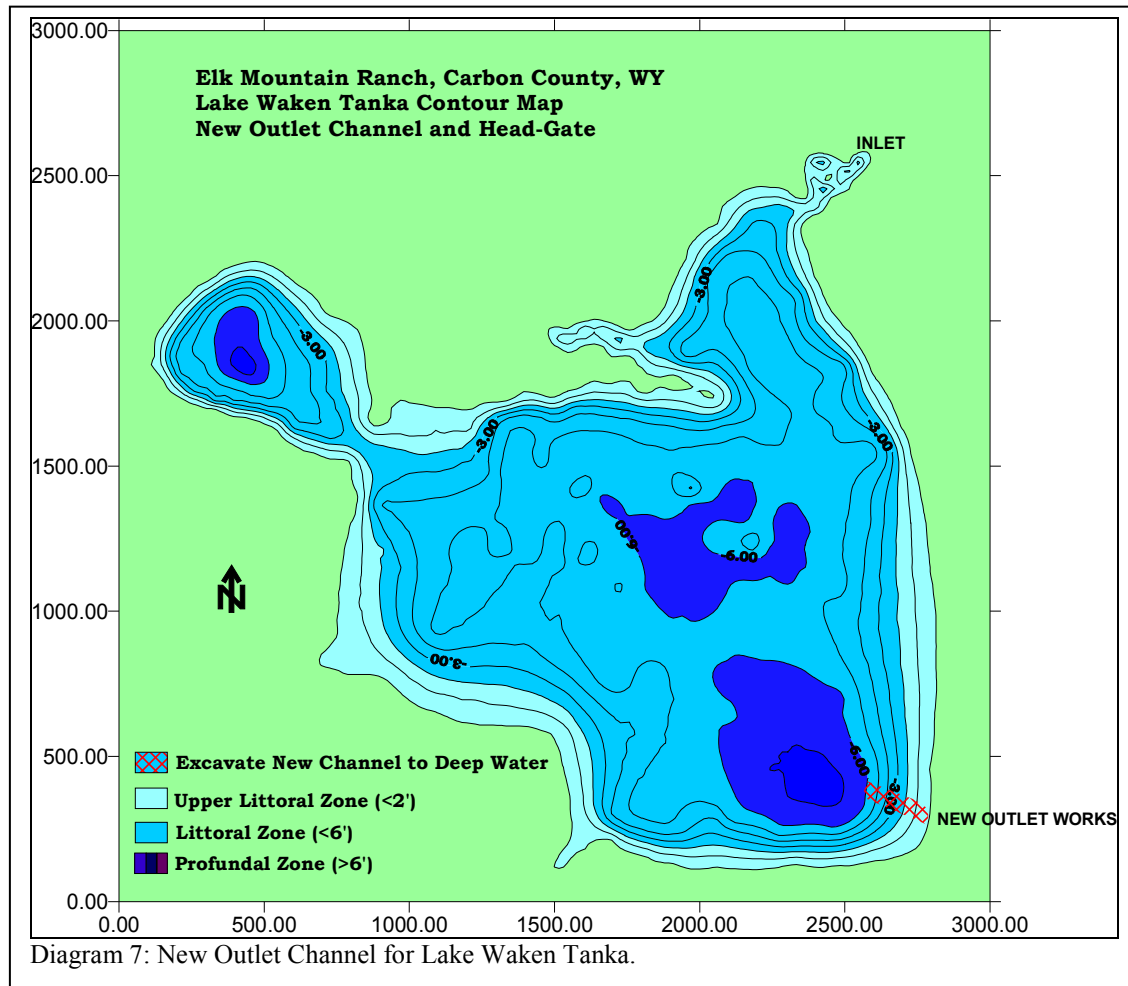 3000.00
Elk Mountain Ranch, Carbon County, WY
Lake Waken Tanka Contour Map
New Outlet Channel and Head-Gate
INLET
2500.00
-3.00
2000.00
-3.00
-3.00
-3.00
1500.00
-6.00
-6.00
N
1000.00
-3.00
500.00
-6.00
Excavate New Channel to Deep Water
-3.00
Upper Littoral Zone (<2')
NEW OUTLET WORKS
Littoral Zone (<6')
Profundal Zone (>6')
0.00
0.00 500.00 1000.00 1500.00 2000.00 2500.00 3000.00
Diagram 7: New Outlet Channel for Lake Waken Tanka.